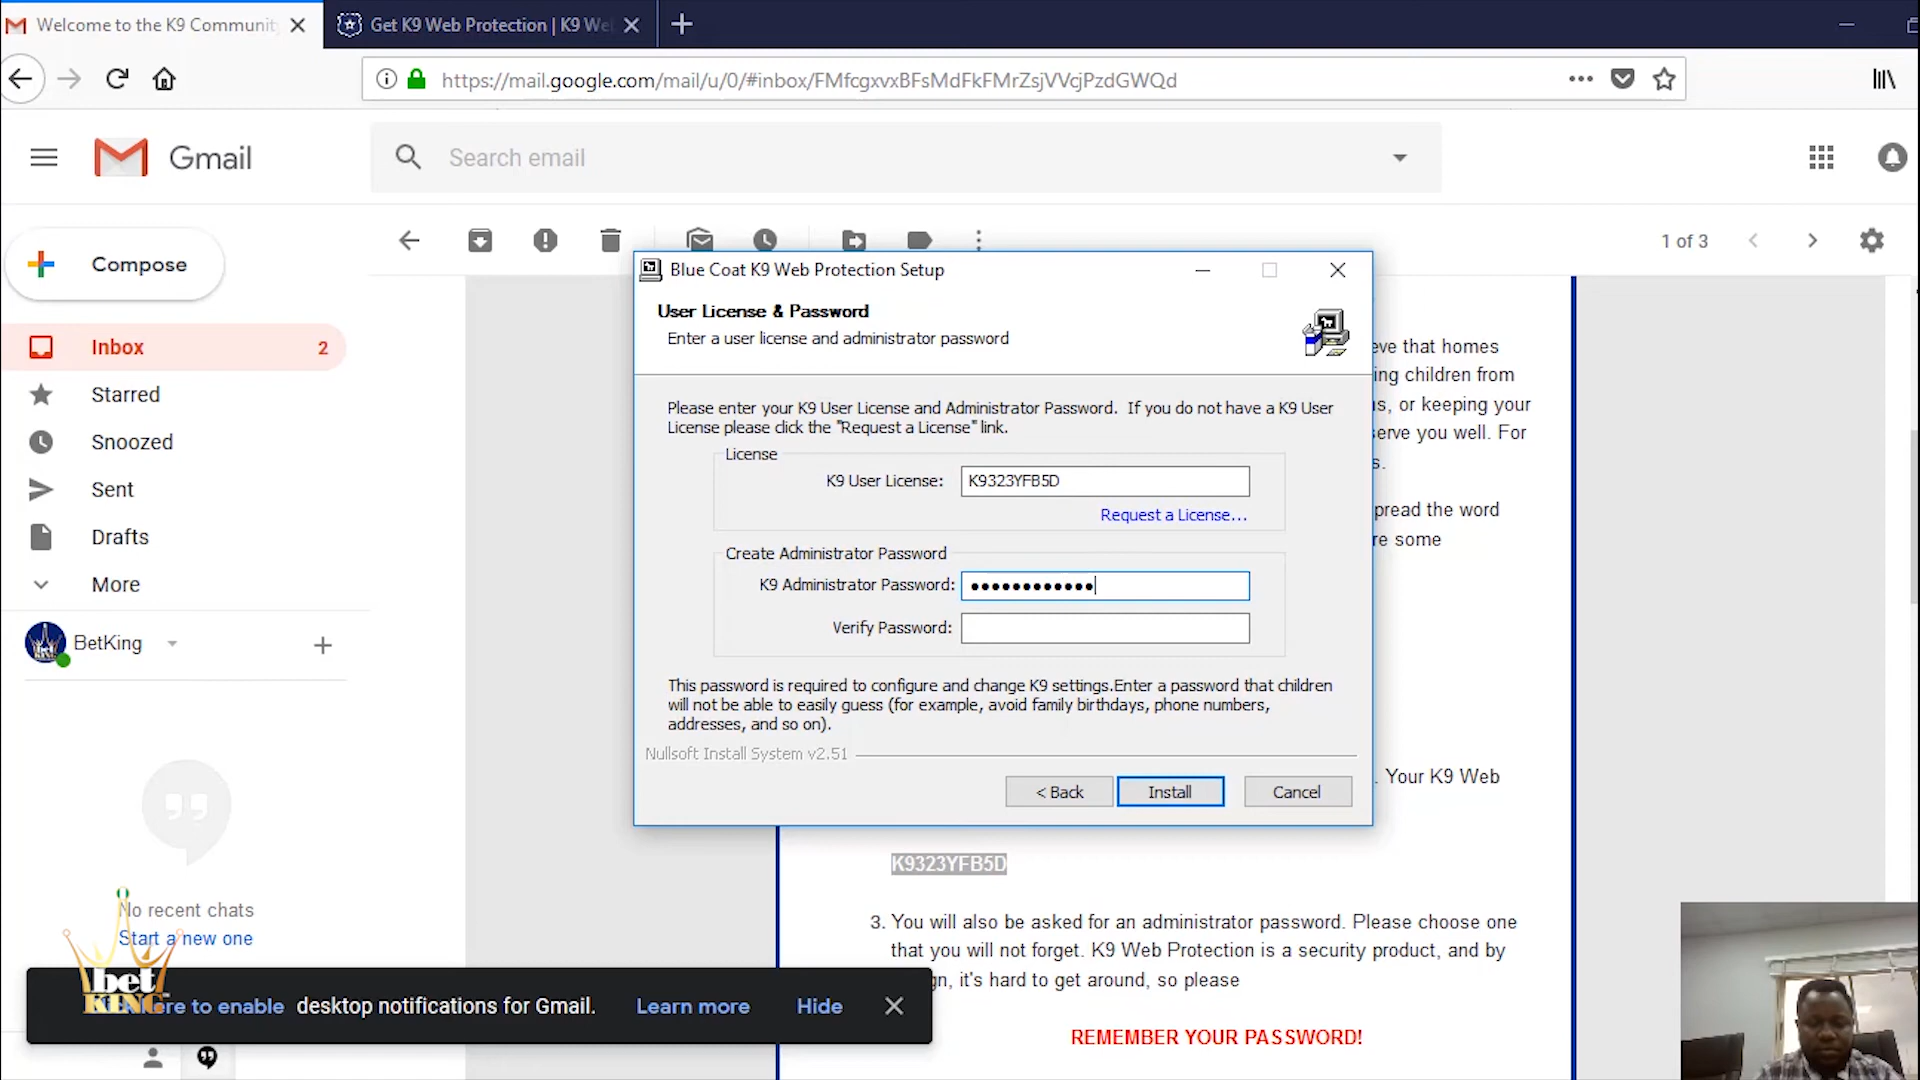 Welcome to the K9 Communit
Get K9 Web Protection | K9 We
https://mail.google.com/mail/u/0/#inbox/FMfcgxvxBFsMdFkFMrZsjVVcjPzdGWQd
Gmail
Search email
Compose
1 of 3
Inbox 2
Starred
Snoozed
Sent
Drafts
More
BetKing
No recent chats
Start a new one
Blue Coat K9 Web Protection Setup
User License & Password
Enter a user license and administrator password
Please enter your K9 User License and Administrator Password. If you do not have a K9 User
License please click the "Request a License" link.
License
K9 User License: K9323YFB5D
Request a License...
Create Administrator Password
K9 Administrator Password: ●●●●●●●●●●●●
Verify Password:
This password is required to configure and change K9 settings.Enter a password that children
will not be able to easily guess (for example, avoid family birthdays, phone numbers,
addresses, and so on).
Nullsoft Install System v2.51
< Back Install Cancel
eve that homes
ing children from
s, or keeping your
serve you well. For
s.
pread the word
re some
. Your K9 Web
K9323YFB5D
3. You will also be asked for an administrator password. Please choose one
that you will not forget. K9 Web Protection is a security product, and by
gn, it's hard to get around, so please
REMEMBER YOUR PASSWORD!
bet
KING
re to enable desktop notifications for Gmail. Learn more Hide